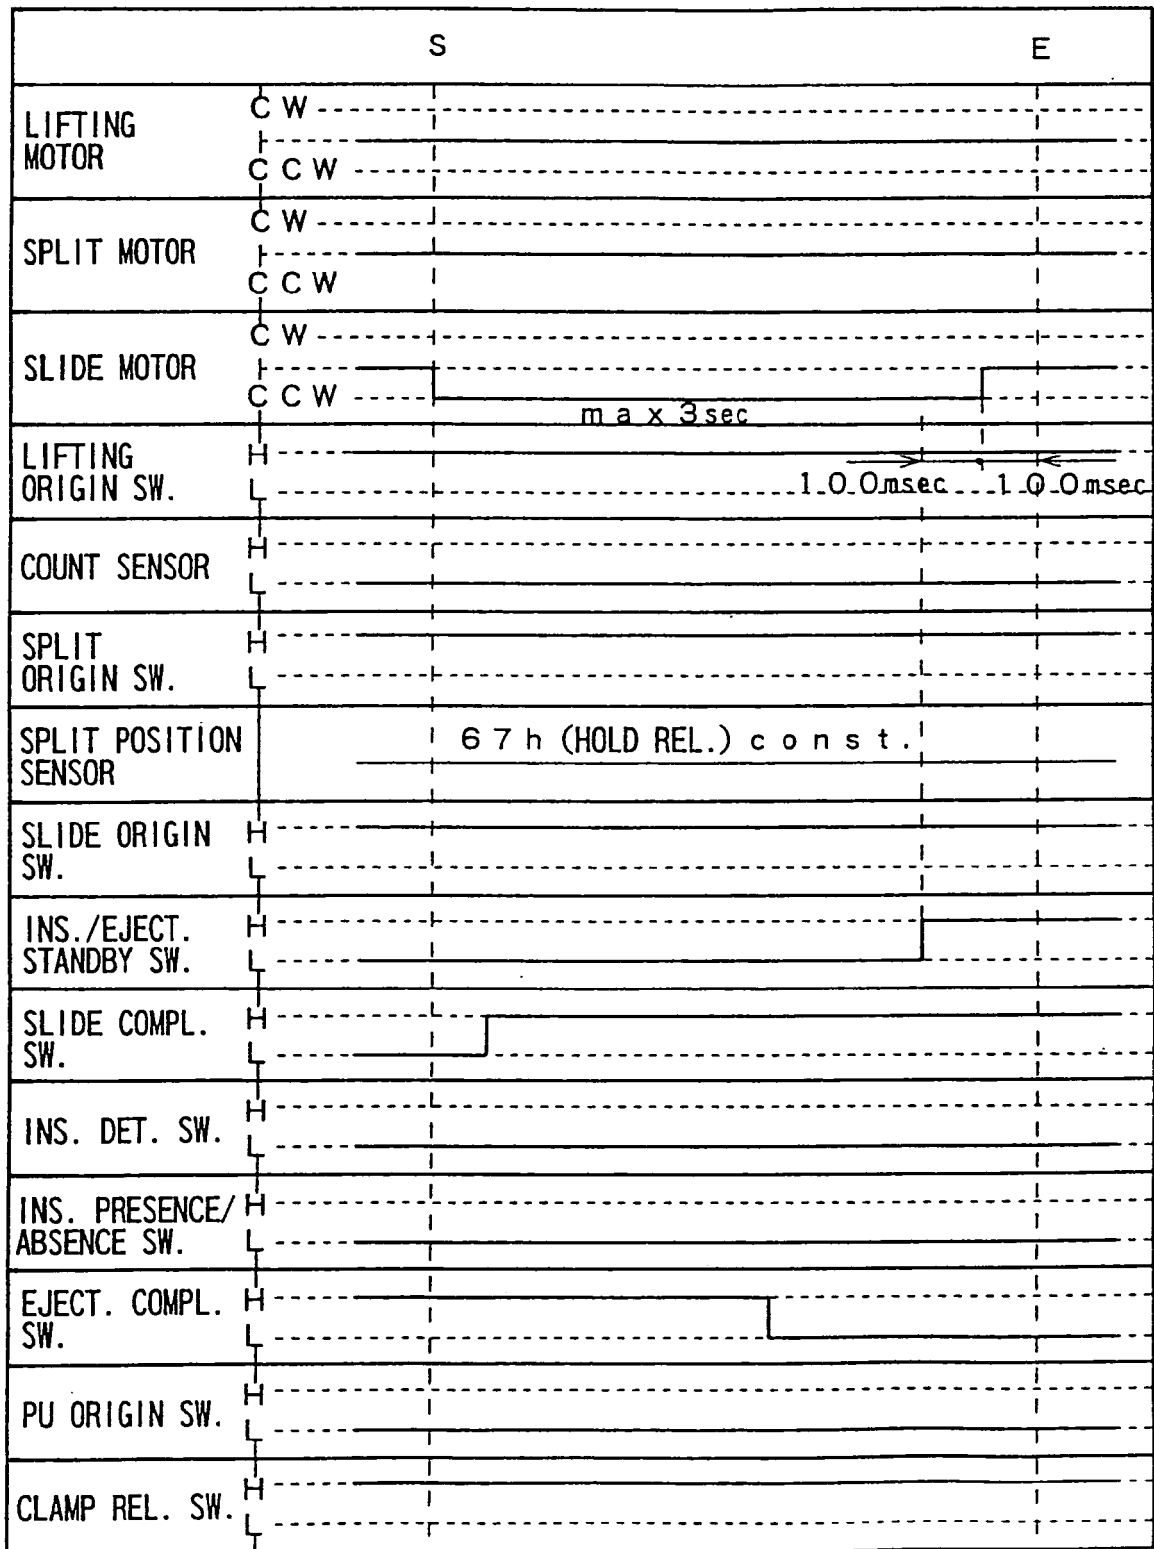 S E
LIFTING
MOTOR
CW
CCW
SPLIT MOTOR
CW
CCW
SLIDE MOTOR
CW
CCW
max 3sec
LIFTING
ORIGIN SW.
H
L
100msec 100msec
COUNT SENSOR
H
L
SPLIT
ORIGIN SW.
H
L
SPLIT POSITION
SENSOR
67h (HOLD REL.) const.
SLIDE ORIGIN
SW.
H
L
INS./EJECT.
STANDBY SW.
H
L
SLIDE COMPL.
SW.
H
L
INS. DET. SW.
H
L
INS. PRESENCE/
ABSENCE SW.
H
L
EJECT. COMPL.
SW.
H
L
PU ORIGIN SW.
H
L
CLAMP REL. SW.
H
L